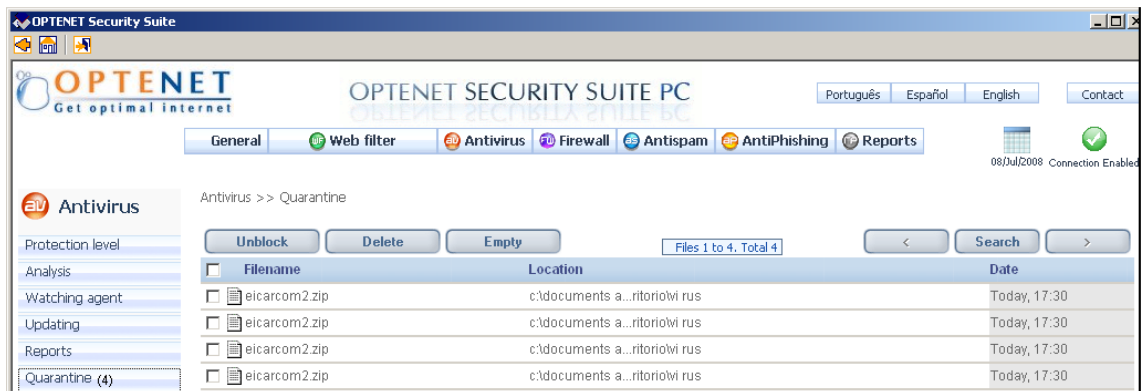 OPTENET Security Suite
OPTENET
Get optimal internet
OPTENET SECURITY SUITE PC
Português Español English Contact
General Web filter Antivirus Firewall Antispam AntiPhishing Reports
08/Jul/2008 Connection Enabled
Antivirus
Antivirus >> Quarantine
Protection level
Analysis
Watching agent
Updating
Reports
Quarantine (4)
Unblock Delete Empty Files 1 to 4. Total 4 < Search >
Filename Location Date
eicarcom2.zip c:\documents a...ritorio\vi rus Today, 17:30
eicarcom2.zip c:\documents a...ritorio\vi rus Today, 17:30
eicarcom2.zip c:\documents a...ritorio\vi rus Today, 17:30
eicarcom2.zip c:\documents a...ritorio\vi rus Today, 17:30